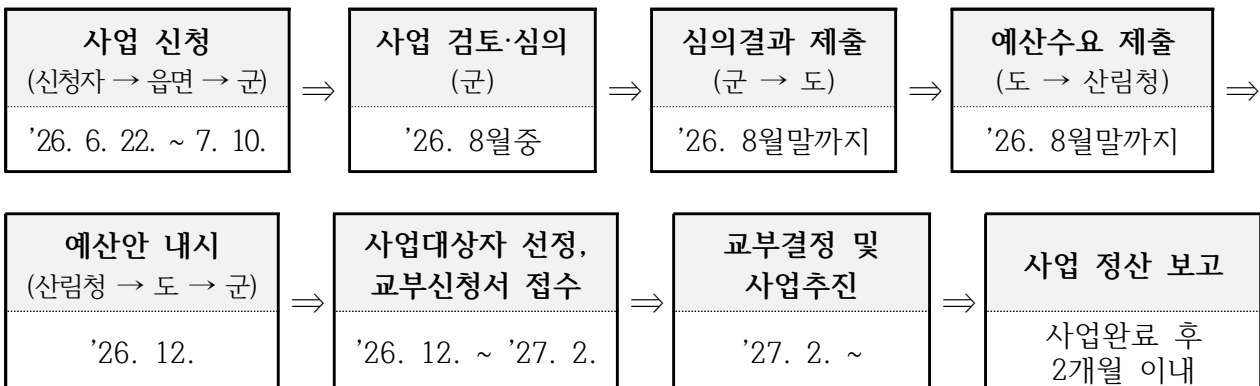 사업 신청
(신청자 → 읍면 → 군)
'26. 6. 22. ~ 7. 10.
⇒
사업 검토·심의
(군)
'26. 8월중
⇒
심의결과 제출
(군 → 도)
'26. 8월말까지
⇒
예산수요 제출
(도 → 산림청)
'26. 8월말까지
⇒
예산안 내시
(산림청 → 도 → 군)
'26. 12.
⇒
사업대상자 선정,
교부신청서 접수
'26. 12. ~ '27. 2.
⇒
교부결정 및
사업추진
'27. 2. ~
⇒
사업 정산 보고
사업완료 후
2개월 이내